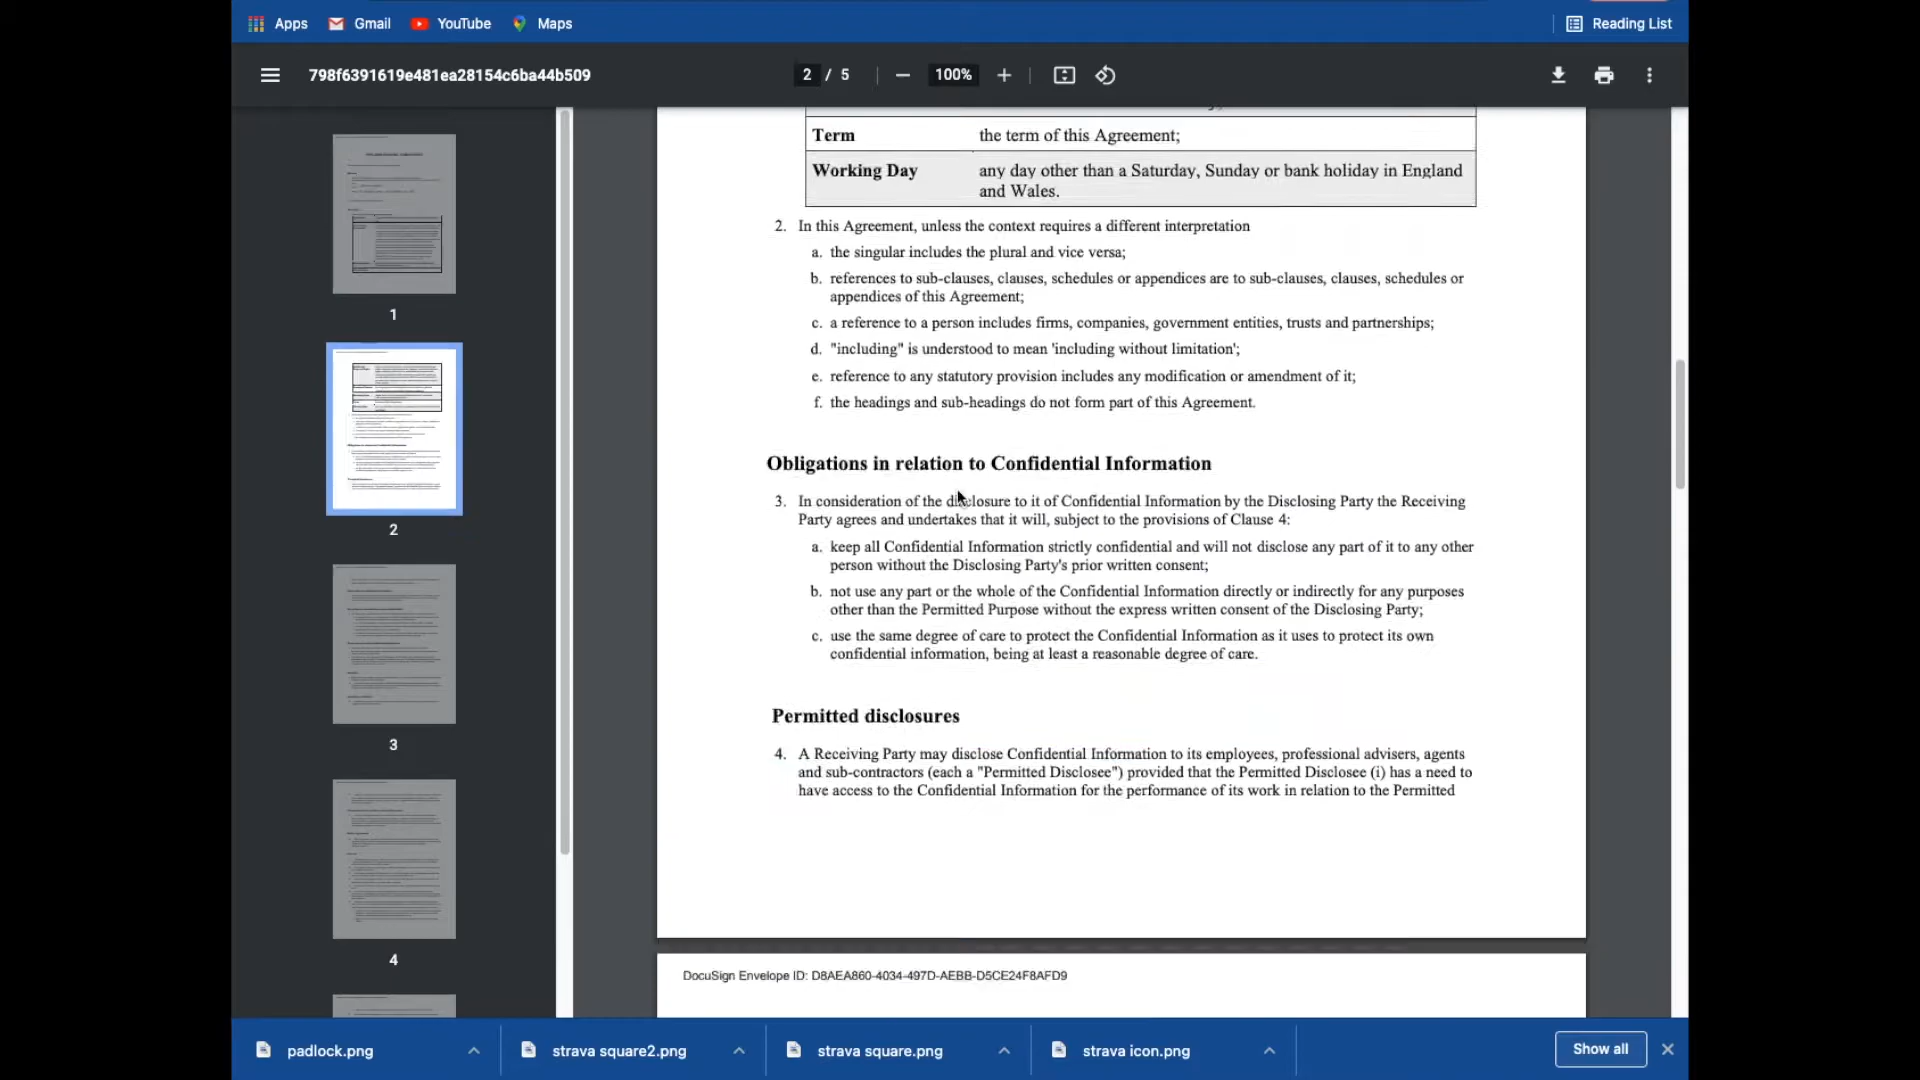 Apps Gmail YouTube Maps Reading List
798f6391619e481ea28154c6ba44b509 2 / 5 100%
Term the term of this Agreement;
Working Day any day other than a Saturday, Sunday or bank holiday in England
and Wales.
2. In this Agreement, unless the context requires a different interpretation
a. the singular includes the plural and vice versa;
b. references to sub-clauses, clauses, schedules or appendices are to sub-clauses, clauses, schedules or
appendices of this Agreement;
c. a reference to a person includes firms, companies, government entities, trusts and partnerships;
d. "including" is understood to mean 'including without limitation';
e. reference to any statutory provision includes any modification or amendment of it;
f. the headings and sub-headings do not form part of this Agreement.
Obligations in relation to Confidential Information
3. In consideration of the disclosure to it of Confidential Information by the Disclosing Party the Receiving
Party agrees and undertakes that it will, subject to the provisions of Clause 4:
a. keep all Confidential Information strictly confidential and will not disclose any part of it to any other
person without the Disclosing Party's prior written consent;
b. not use any part or the whole of the Confidential Information directly or indirectly for any purposes
other than the Permitted Purpose without the express written consent of the Disclosing Party;
c. use the same degree of care to protect the Confidential Information as it uses to protect its own
confidential information, being at least a reasonable degree of care.
Permitted disclosures
4. A Receiving Party may disclose Confidential Information to its employees, professional advisers, agents
and sub-contractors (each a "Permitted Disclosee") provided that the Permitted Disclosee (i) has a need to
have access to the Confidential Information for the performance of its work in relation to the Permitted
DocuSign Envelope ID: D8AEA860-4034-497D-AEBB-D5CE24F8AFD9
1
2
3
4
padlock.png strava square2.png strava square.png strava icon.png Show all